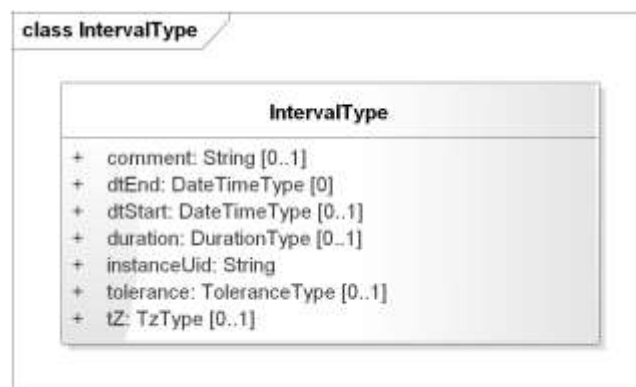 class IntervalType
IntervalType
+ comment: String [0..1]
+ dtEnd: DateTimeType [0]
+ dtStart: DateTimeType [0..1]
+ duration: DurationType [0..1]
+ instanceUid: String
+ tolerance: ToleranceType [0..1]
+ tZ: TzType [0..1]